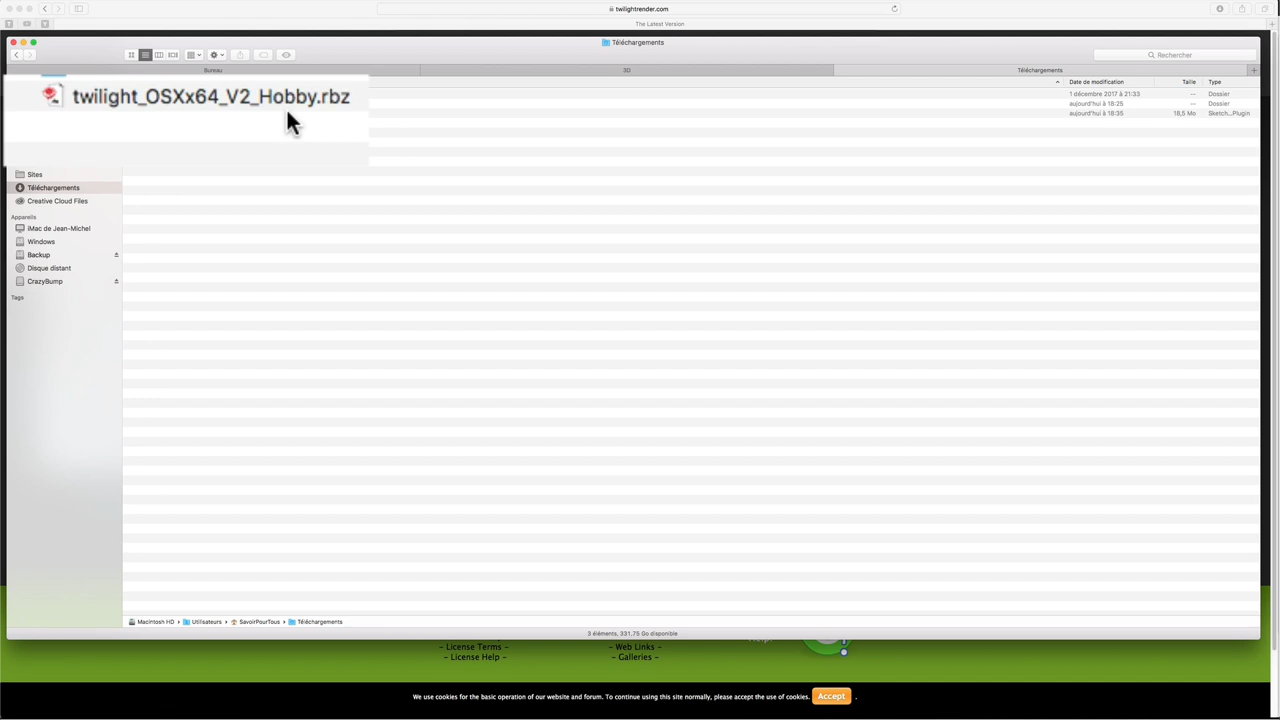 twilightrender.com
The Latest Version
Téléchargements
Rechercher
Bureau
3D
Téléchargements
Date de modification
Taille
Type
twilight_OSXx64_V2_Hobby.rbz
1 décembre 2017 à 21:33
--
Dossier
aujourd'hui à 18:25
--
Dossier
aujourd'hui à 18:35
18,5 Mo
Sketch...Plugin
Sites
Téléchargements
Creative Cloud Files
Appareils
iMac de Jean-Michel
Windows
Backup
Disque distant
CrazyBump
Tags
Macintosh HD › Utilisateurs › SavoirPourTous › Téléchargements
3 éléments, 331,75 Go disponible
– License Terms –
– Web Links –
– License Help –
– Galleries –
We use cookies for the basic operation of our website and forum. To continue using this site normally, please accept the use of cookies. Accept .